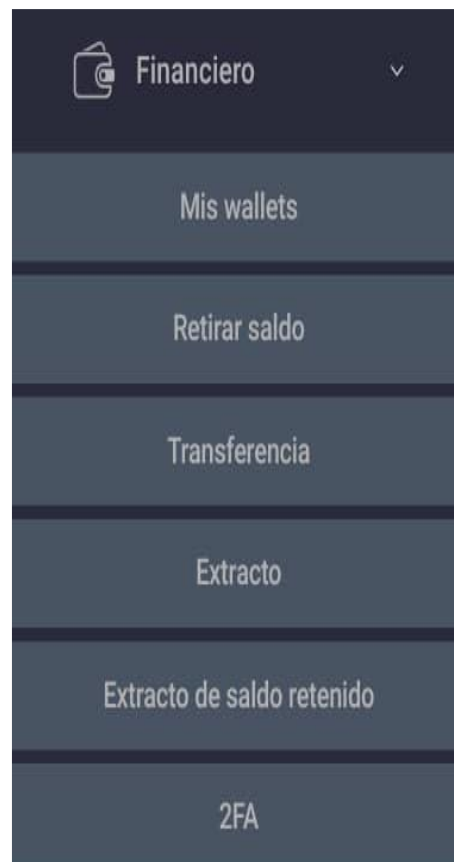 Financiero
Mis wallets
Retirar saldo
Transferencia
Extracto
Extracto de saldo retenido
2FA